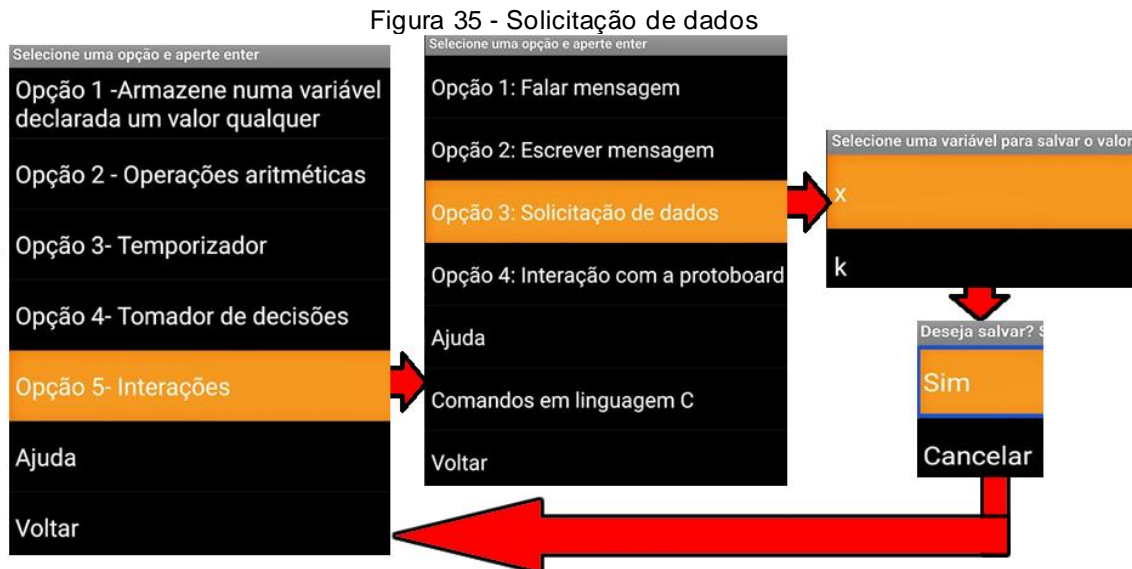 Figura 35 - Solicitação de dados
Selecione uma opção e aperte enter
Opção 1 -Armazene numa variável
declarada um valor qualquer
Opção 2 - Operações aritméticas
Opção 3- Temporizador
Opção 4- Tomador de decisões
Opção 5- Interações
Ajuda
Voltar
Selecione uma opção e aperte enter
Opção 1: Falar mensagem
Opção 2: Escrever mensagem
Opção 3: Solicitação de dados
Opção 4: Interação com a protoboard
Ajuda
Comandos em linguagem C
Voltar
Selecione uma variável para salvar o valor
x
k
Deseja salvar?
Sim
Cancelar